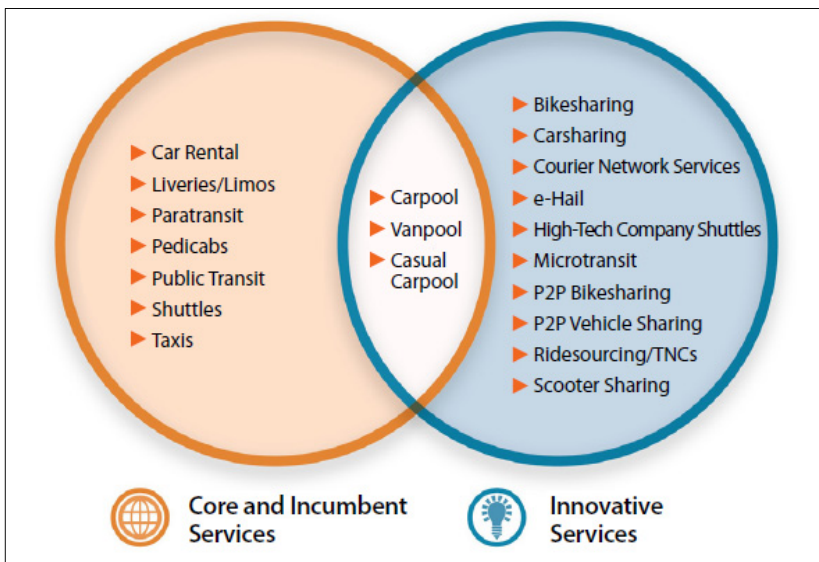 Car Rental
Liveries/Limos
Paratransit
Pedicabs
Public Transit
Shuttles
Taxis
Carpool
Vanpool
Casual
Carpool
Bikesharing
Carsharing
Courier Network Services
e-Hail
High-Tech Company Shuttles
Microtransit
P2P Bikesharing
P2P Vehicle Sharing
Ridesourcing/TNCs
Scooter Sharing
Core and Incumbent
Services
Innovative
Services